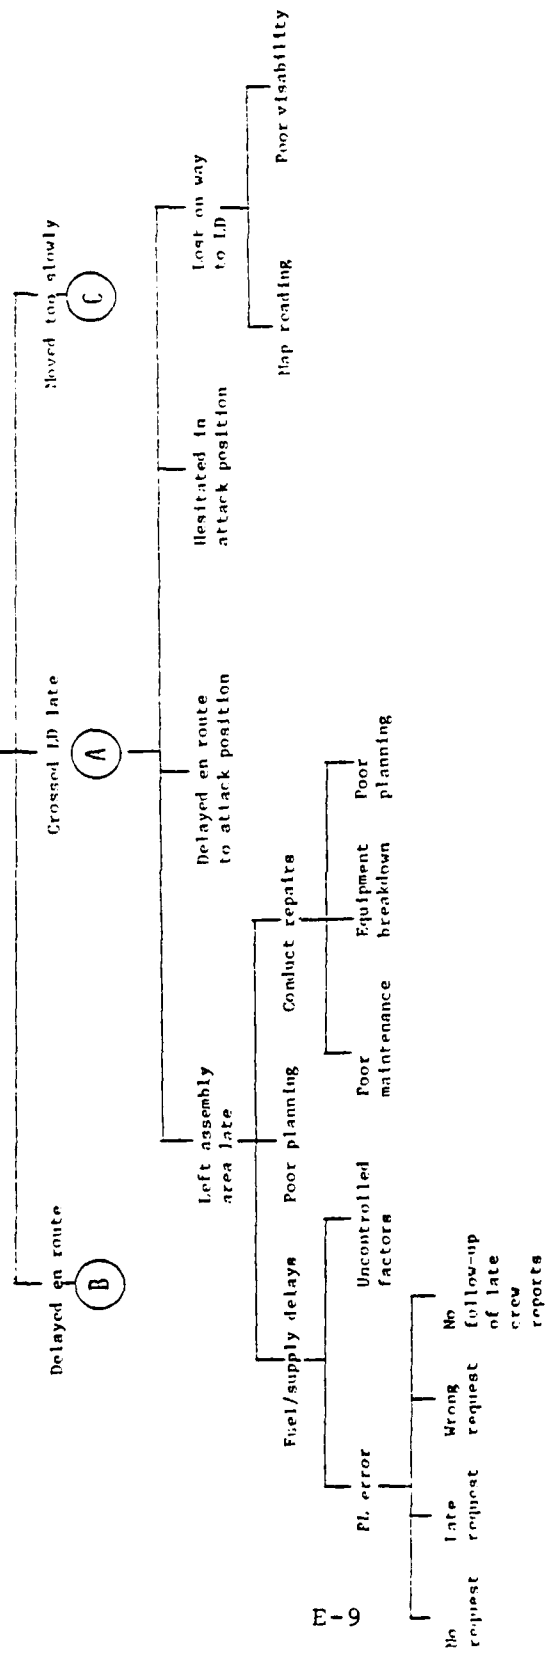 Delayed en route
B
Crossed LD late
A
Moved too slowly
C
Left assembly
area late
Delayed en route
to attack position
Hesitated in
attack position
Lost on way
to LD
Fuel/supply delays
Poor planning
Conduct repairs
Map reading
Poor visability
PL error
Uncontrolled
factors
Poor
maintenance
Equipment
breakdown
Poor
planning
No
request
Late
request
Wrong
request
No
follow-up
of late
crew
reports
E-9